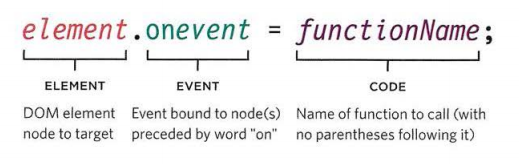 element.onevent = functionName;
ELEMENT EVENT CODE
DOM element Event bound to node(s) Name of function to call (with
node to target preceded by word "on" no parentheses following it)